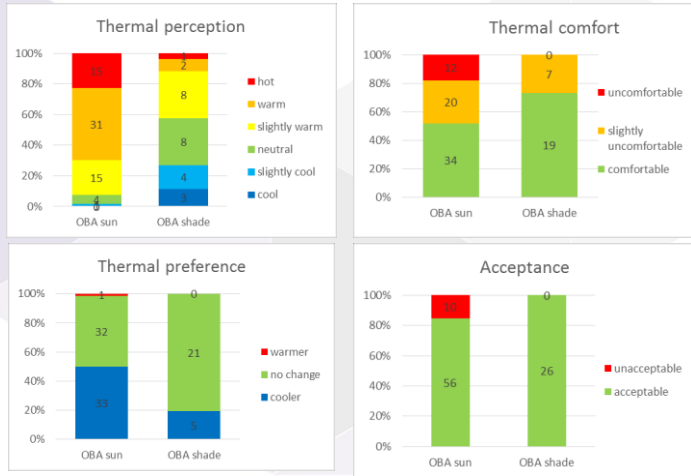 Thermal perception
100%
80%
60%
40%
20%
0%
15
31
15
4
1
2
8
8
4
3
OBA sun
OBA shade
hot
warm
slightly warm
neutral
slightly cool
cool
Thermal comfort
100%
80%
60%
40%
20%
0%
12
20
34
0
7
19
OBA sun
OBA shade
uncomfortable
slightly
uncomfortable
comfortable
Thermal preference
100%
80%
60%
40%
20%
0%
1
32
33
0
21
5
OBA sun
OBA shade
warmer
no change
cooler
Acceptance
100%
80%
60%
40%
20%
0%
10
56
0
26
OBA sun
OBA shade
unacceptable
acceptable